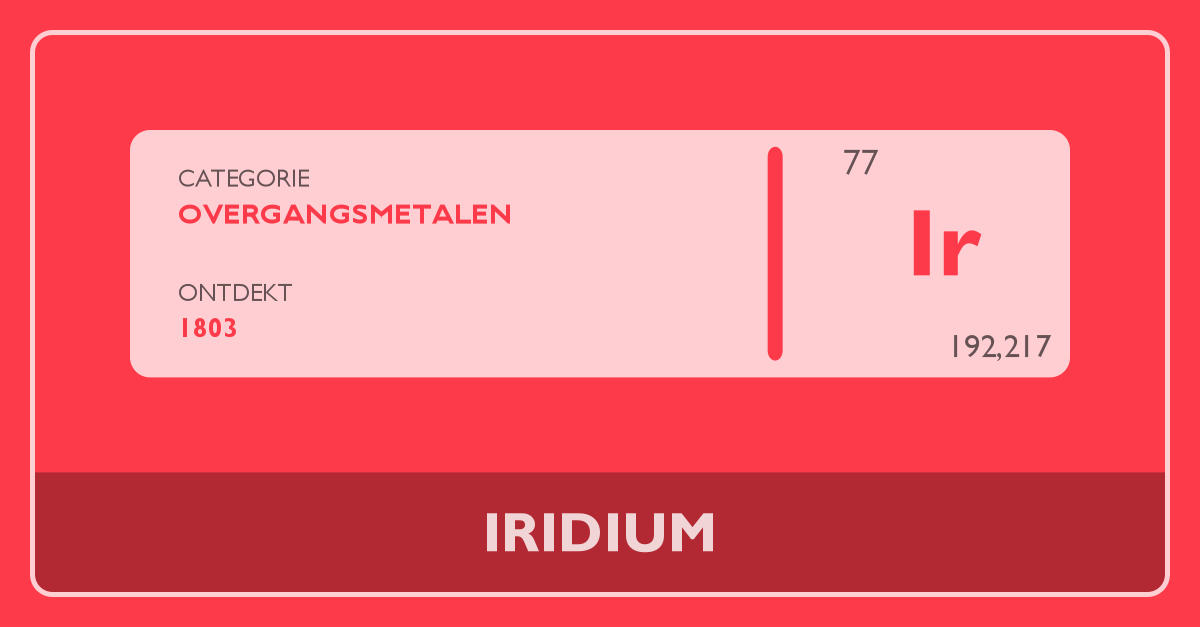 CATEGORIE
OVERGANGSMETALEN
ONTDEKT
1803
77
Ir
192,217
IRIDIUM